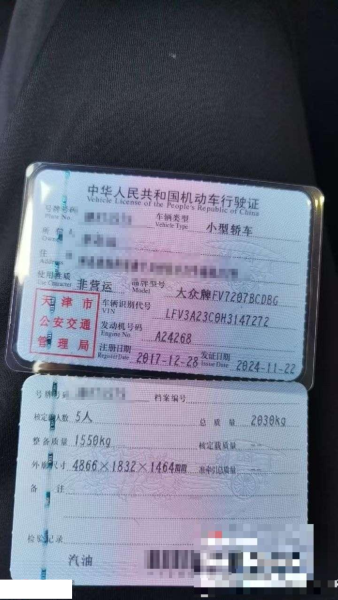 中华人民共和国机动车行驶证
Vehicle License of the People's Republic of China
号牌号码
Plate No.
车辆类型
Vehicle Type
小型轿车
住
使用性质
Use Character
非营运
品牌型号
Model
大众牌FV7207BCDBG
天津市
公安交通
管理局
车辆识别代号
VIN
LFV3A23C0H3147272
发动机号码
Engine No.
A24268
注册日期
Register Date
2017-12-28
发证日期
Issue Date
2024-11-22
号牌号码
档案编号
核定载人数
5人
总质量
2030kg
整备质量
1550kg
核定载质量
外廓尺寸
4866×1832×1464
准牵引总质量
备注
检验记录
汽油